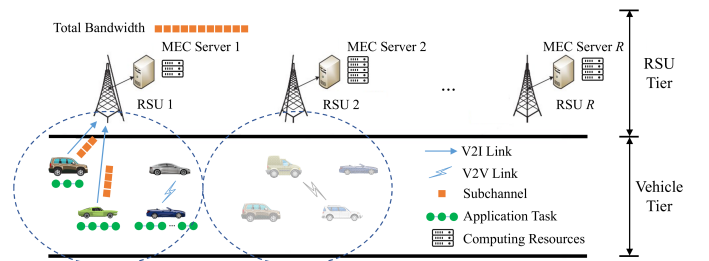 Total Bandwidth
MEC Server 1
MEC Server 2
MEC Server R
RSU 1
RSU 2
...
RSU R
RSU
Tier
V2I Link
V2V Link
Subchannel
Application Task
Computing Resources
Vehicle
Tier